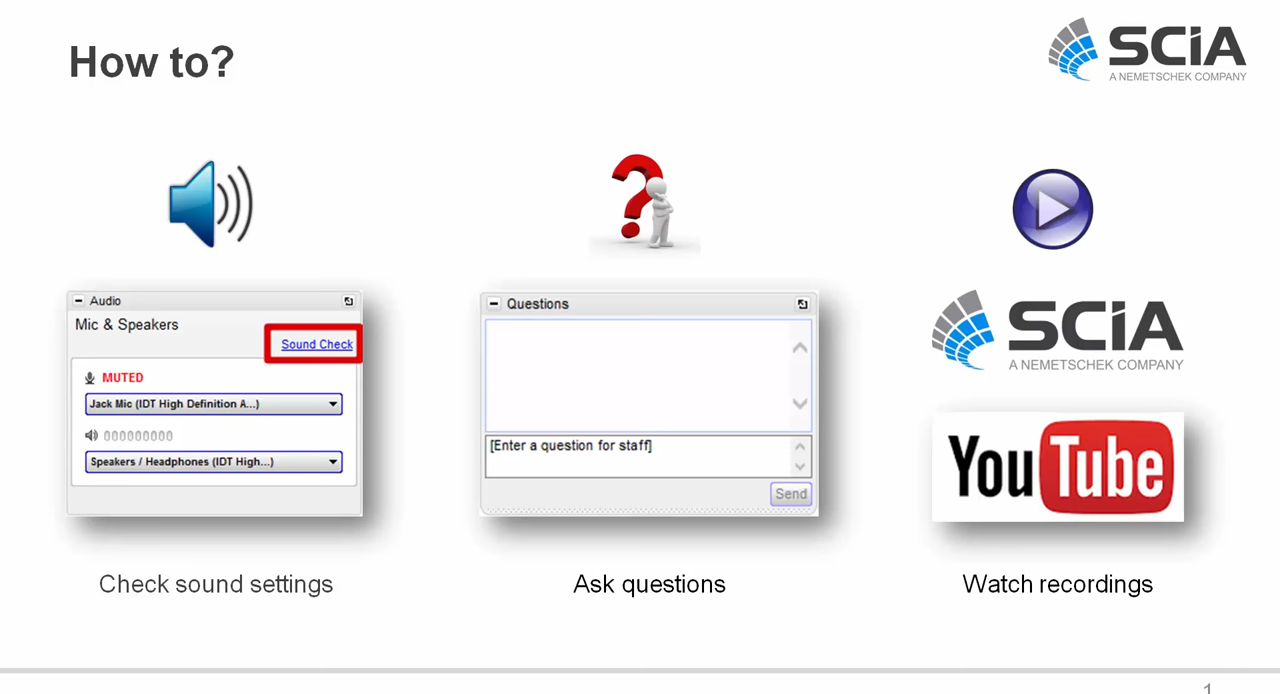 How to?
SCiA
A NEMETSCHEK COMPANY
Audio
Mic & Speakers
Sound Check
MUTED
Jack Mic (IDT High Definition A...)
000000000
Speakers / Headphones (IDT High...)
Check sound settings
Questions
[Enter a question for staff]
Send
Ask questions
SCiA
A NEMETSCHEK COMPANY
YouTube
Watch recordings
1